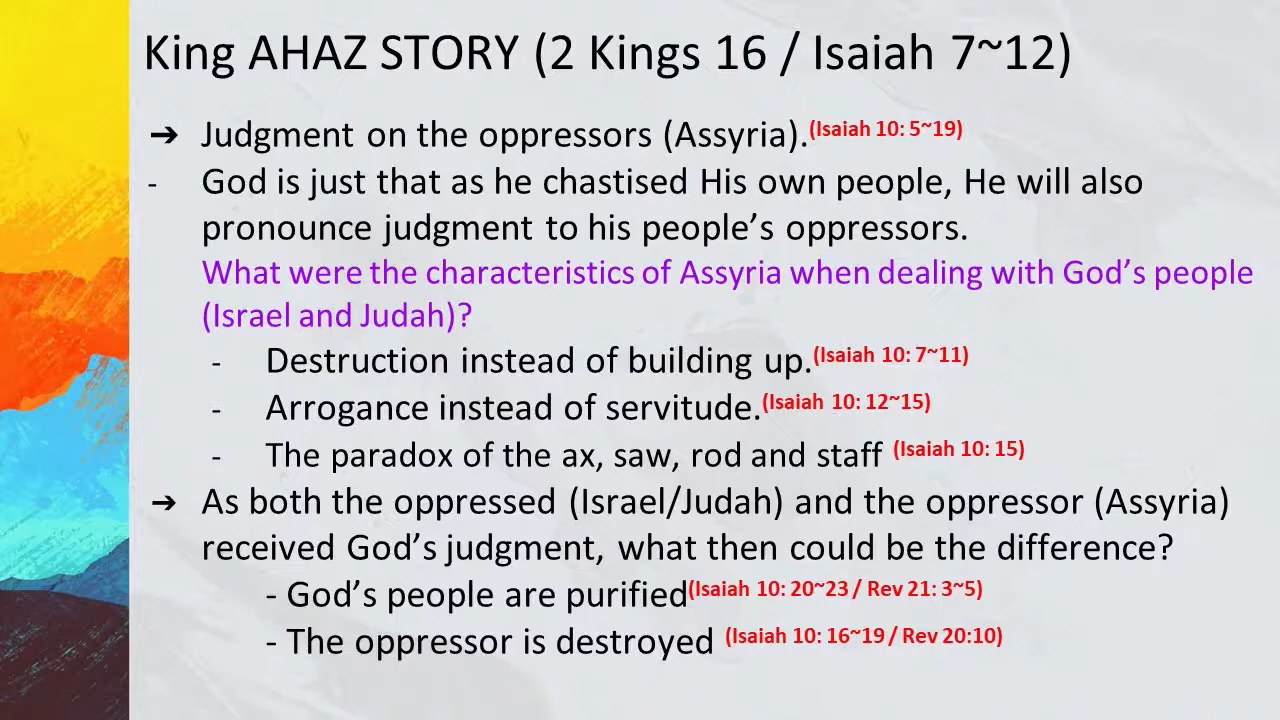 King AHAZ STORY (2 Kings 16 / Isaiah 7~12)
➔ Judgment on the oppressors (Assyria).(Isaiah 10: 5~19)
- God is just that as he chastised His own people, He will also
pronounce judgment to his people’s oppressors.
What were the characteristics of Assyria when dealing with God’s people
(Israel and Judah)?
- Destruction instead of building up.(Isaiah 10: 7~11)
- Arrogance instead of servitude.(Isaiah 10: 12~15)
- The paradox of the ax, saw, rod and staff (Isaiah 10: 15)
➔ As both the oppressed (Israel/Judah) and the oppressor (Assyria)
received God’s judgment, what then could be the difference?
- God’s people are purified(Isaiah 10: 20~23 / Rev 21: 3~5)
- The oppressor is destroyed (Isaiah 10: 16~19 / Rev 20:10)